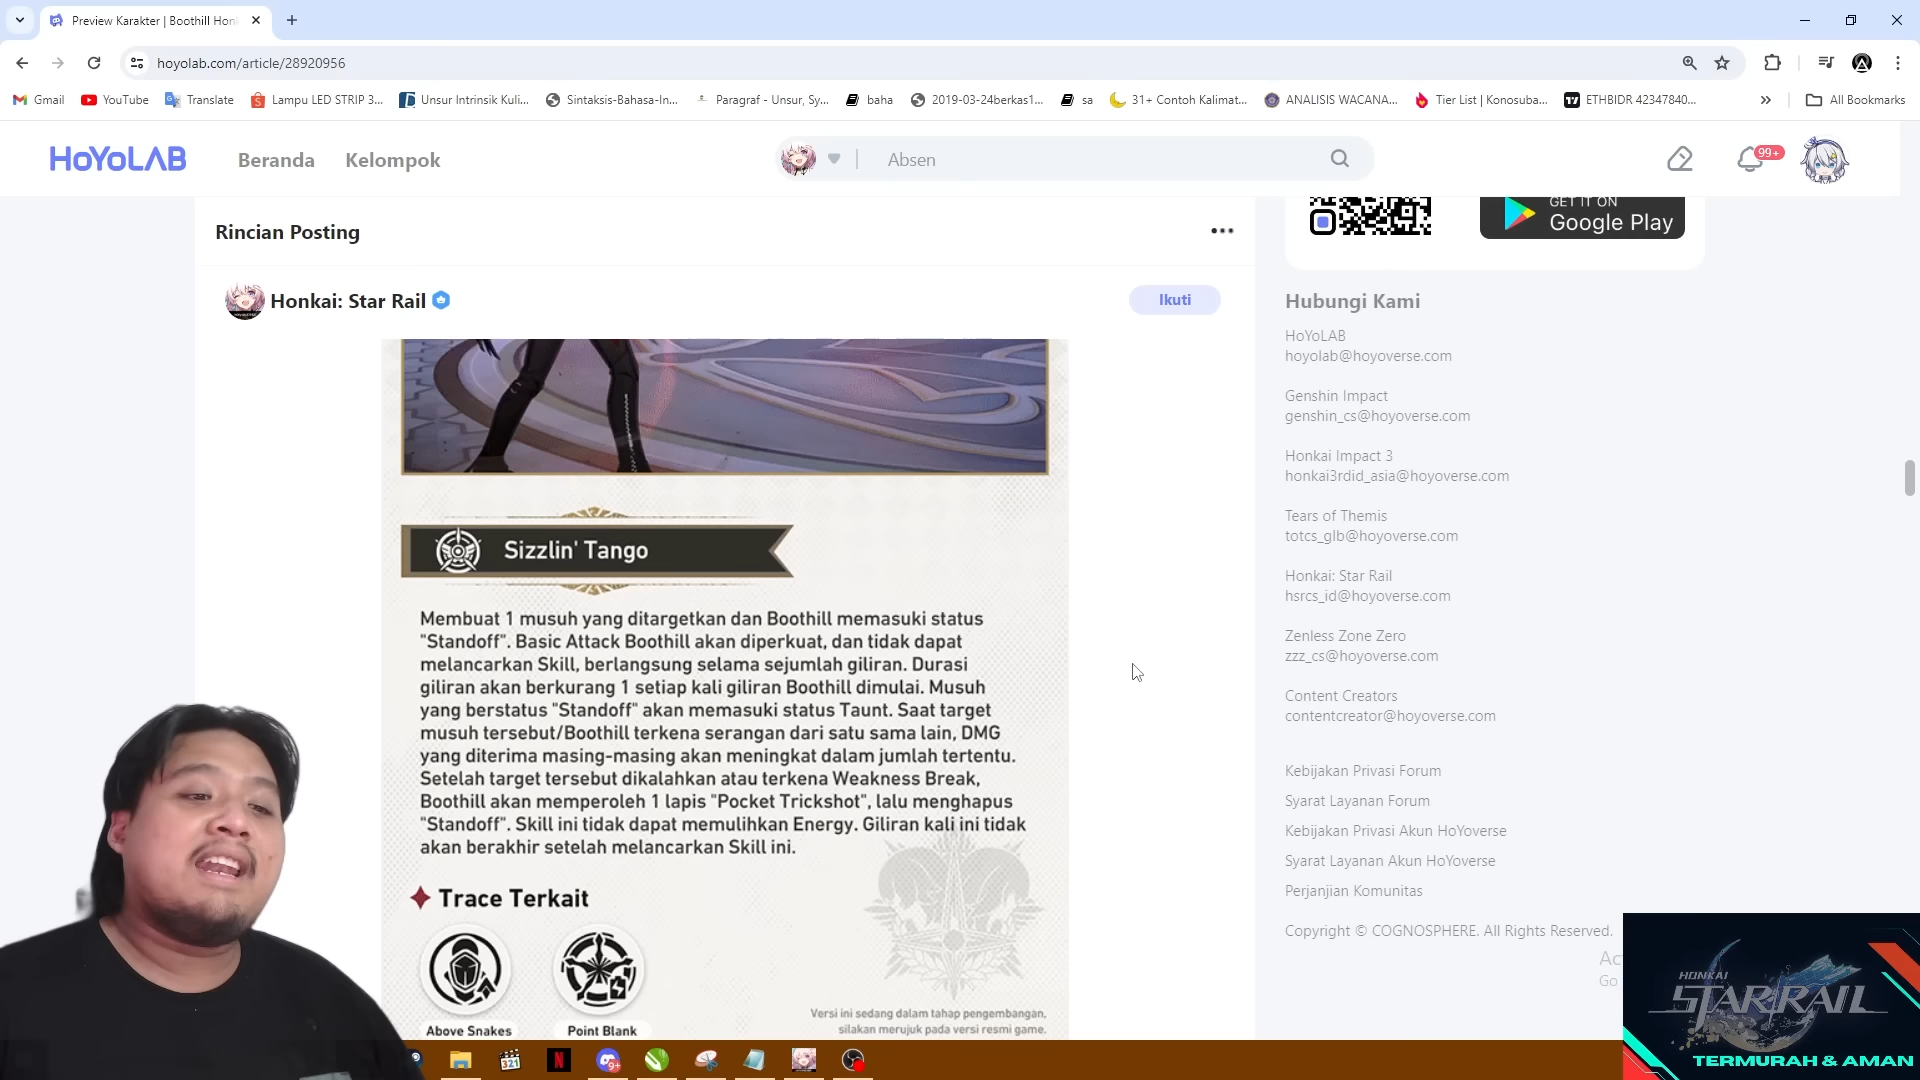 Preview Karakter | Boothill Honk
hoyolab.com/article/28920956
Gmail
YouTube
Translate
Lampu LED STRIP 3...
Unsur Intrinsik Kuli...
Sintaksis-Bahasa-In...
Paragraf - Unsur, Sy...
baha
2019-03-24berkas1...
sa
31+ Contoh Kalimat...
ANALISIS WACANA...
Tier List | Konosuba...
ETHBIDR 42347840...
All Bookmarks
HoYoLAB
Beranda
Kelompok
Absen
99+
Rincian Posting
Honkai: Star Rail
Ikuti
Sizzlin' Tango
Membuat 1 musuh yang ditargetkan dan Boothill memasuki status
"Standoff". Basic Attack Boothill akan diperkuat, dan tidak dapat
melancarkan Skill, berlangsung selama sejumlah giliran. Durasi
giliran akan berkurang 1 setiap kali giliran Boothill dimulai. Musuh
yang berstatus "Standoff" akan memasuki status Taunt. Saat target
musuh tersebut/Boothill terkena serangan dari satu sama lain, DMG
yang diterima masing-masing akan meningkat dalam jumlah tertentu.
Setelah target tersebut dikalahkan atau terkena Weakness Break,
Boothill akan memperoleh 1 lapis "Pocket Trickshot", lalu menghapus
"Standoff". Skill ini tidak dapat memulihkan Energy. Giliran kali ini tidak
akan berakhir setelah melancarkan Skill ini.
Trace Terkait
Above Snakes
Point Blank
Versi ini sedang dalam tahap pengembangan,
silakan merujuk pada versi resmi game.
GET IT ON
Google Play
Hubungi Kami
HoYoLAB
hoyolab@hoyoverse.com
Genshin Impact
genshin_cs@hoyoverse.com
Honkai Impact 3
honkai3rdid_asia@hoyoverse.com
Tears of Themis
totcs_glb@hoyoverse.com
Honkai: Star Rail
hsrcs_id@hoyoverse.com
Zenless Zone Zero
zzz_cs@hoyoverse.com
Content Creators
contentcreator@hoyoverse.com
Kebijakan Privasi Forum
Syarat Layanan Forum
Kebijakan Privasi Akun HoYoverse
Syarat Layanan Akun HoYoverse
Perjanjian Komunitas
Copyright © COGNOSPHERE. All Rights Reserved.
Ac
Go
HONKAI
STAR RAIL
TERMURAH & AMAN
321
N
9+